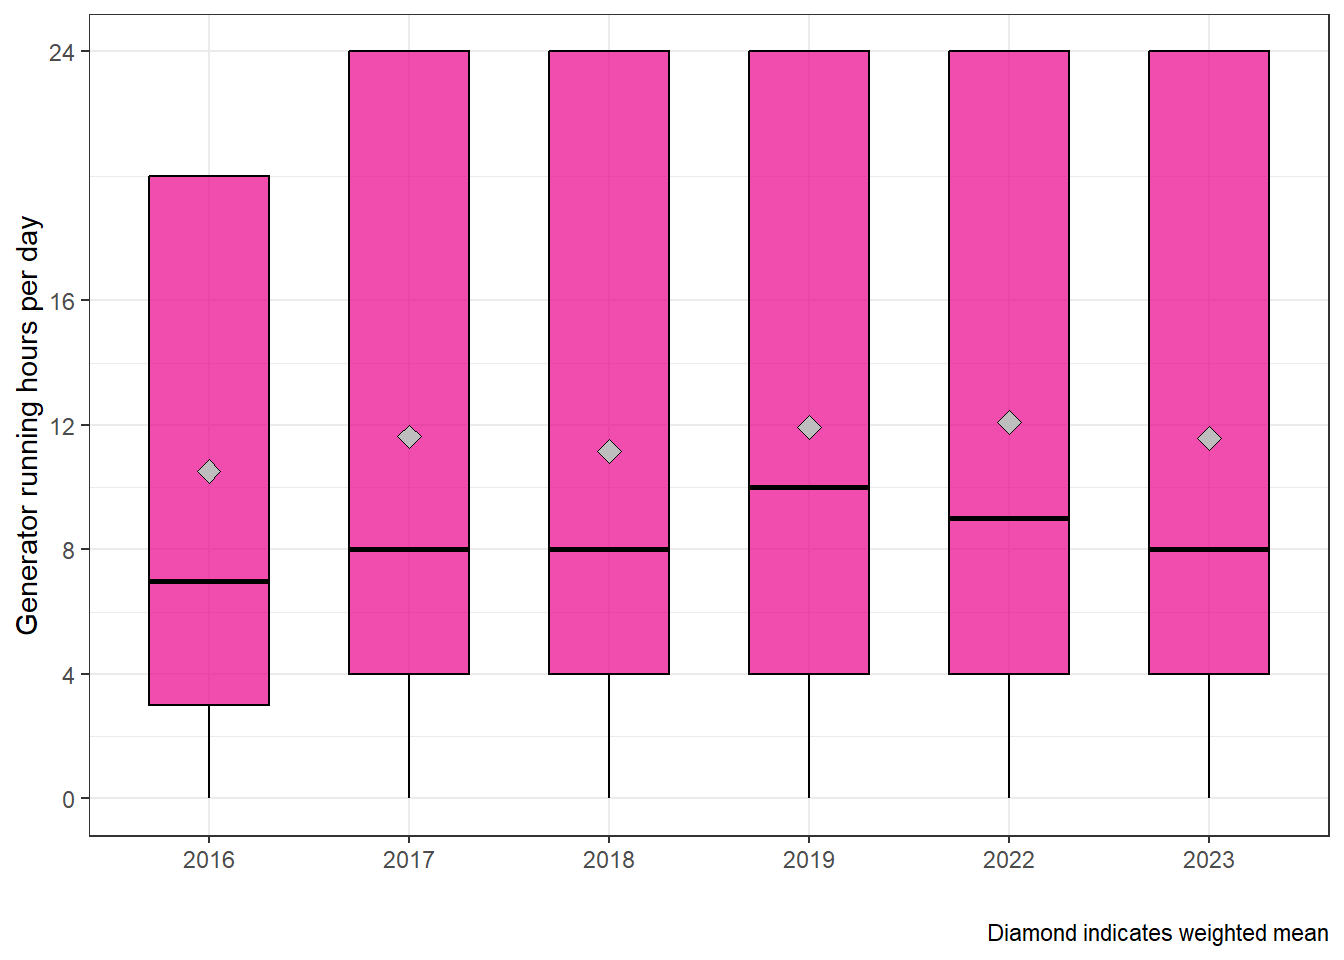 Generator running hours per day
24
16
12
8
4
0
2016 2017 2018 2019 2022 2023
Diamond indicates weighted mean